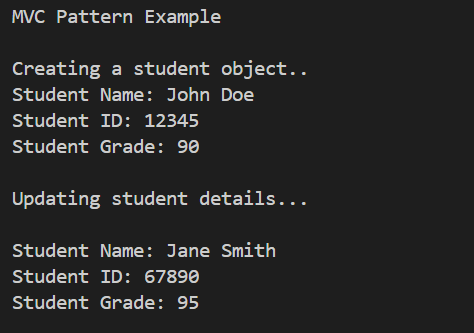 MVC Pattern Example
Creating a student object..
Student Name: John Doe
Student ID: 12345
Student Grade: 90
Updating student details...
Student Name: Jane Smith
Student ID: 67890
Student Grade: 95